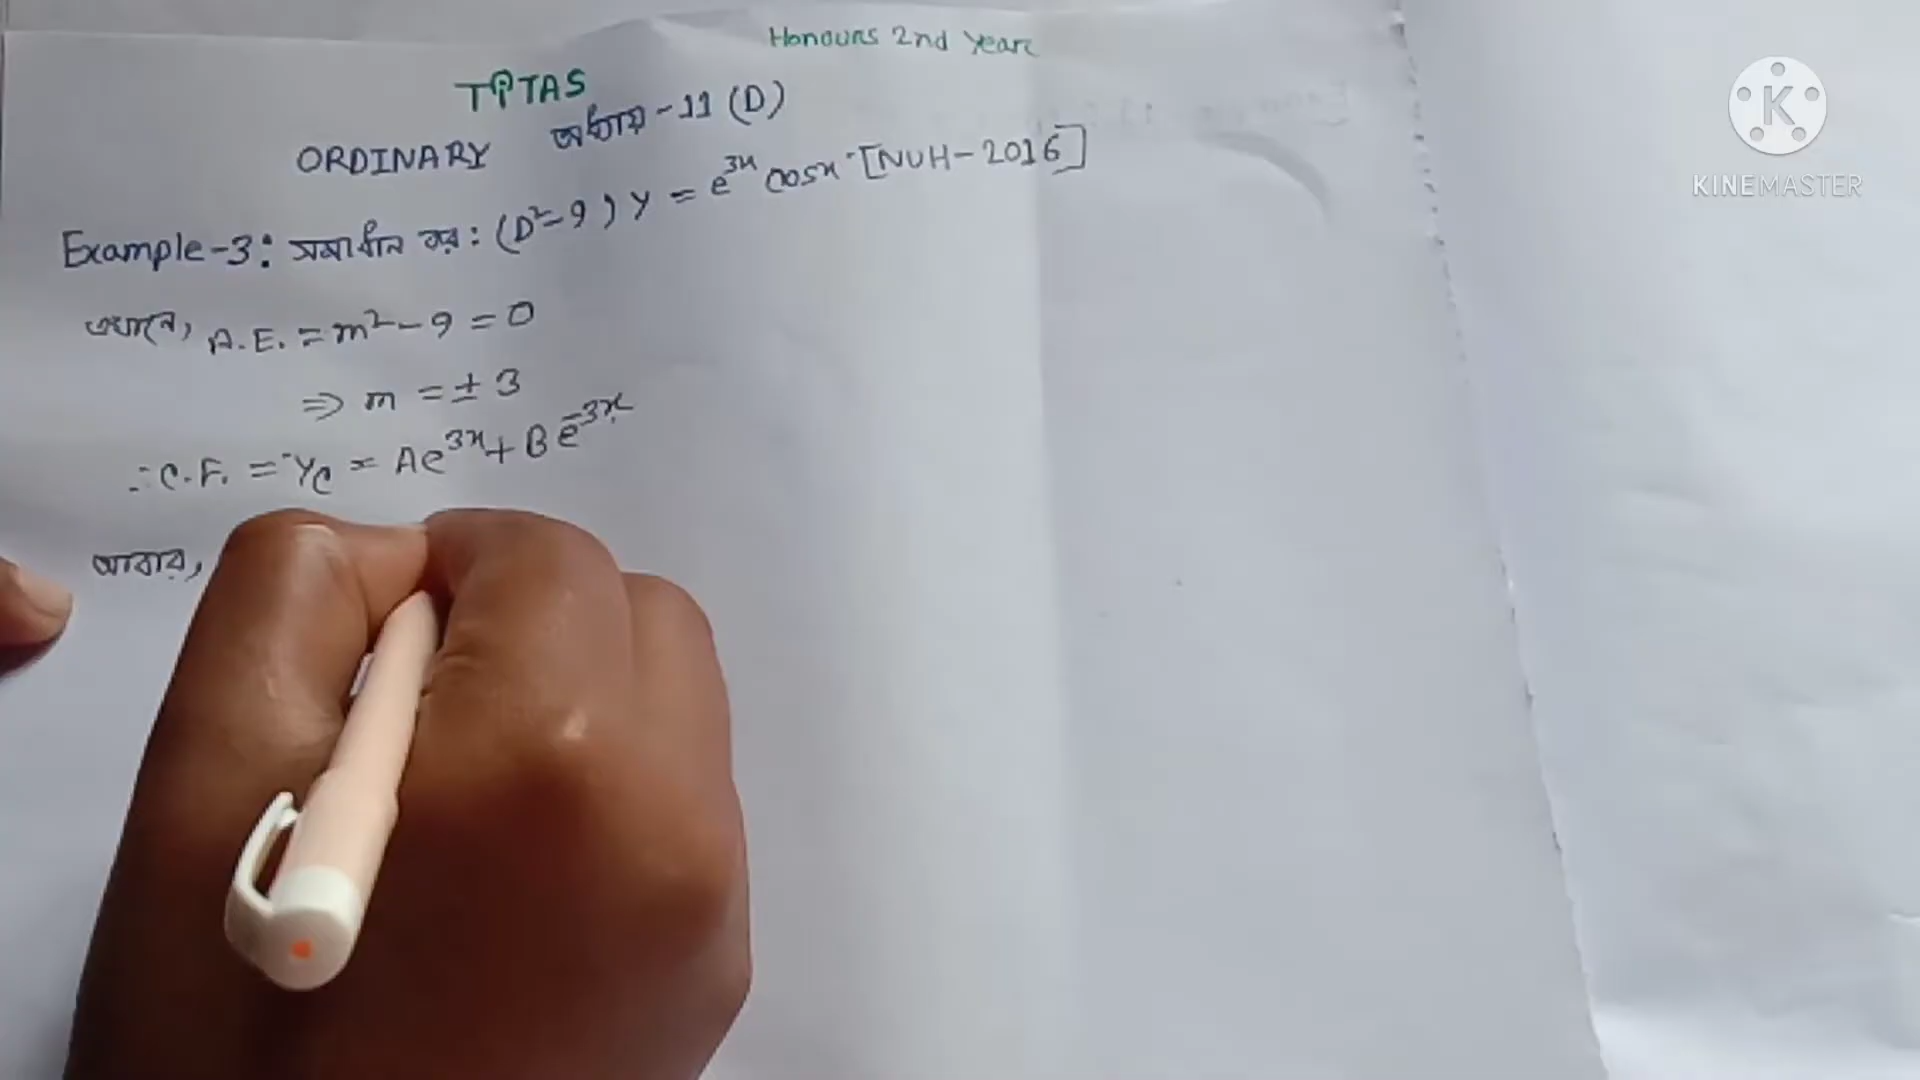 Honours 2nd Year
TITAS
ORDINARY অধ্যায় -11 (D)
Example-3: সমাধান কর: (D²-9) y = e^3x cosx [NUH-2016]
এখানে, A.E. = m² - 9 = 0
⇒ m = ± 3
∴ C.F. = y_c = Ae^3x + Be^-3x
আবার,
K
KINEMASTER